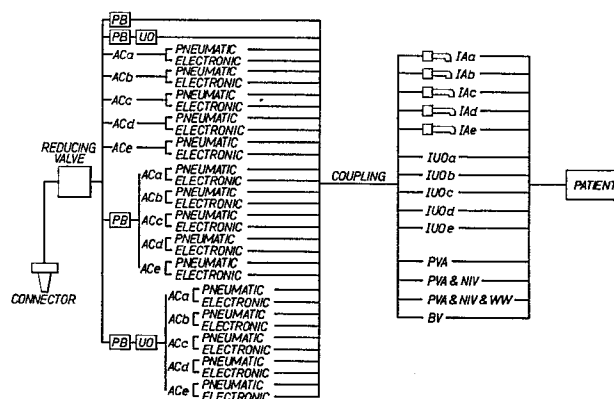 PB
PB UO
ACa PNEUMATIC
ELECTRONIC
ACb PNEUMATIC
ELECTRONIC
ACc PNEUMATIC
ELECTRONIC
ACd PNEUMATIC
ELECTRONIC
ACe PNEUMATIC
ELECTRONIC
REDUCING
VALVE
CONNECTOR
PB
ACa PNEUMATIC
ELECTRONIC
ACb PNEUMATIC
ELECTRONIC
ACc PNEUMATIC
ELECTRONIC
ACd PNEUMATIC
ELECTRONIC
ACe PNEUMATIC
ELECTRONIC
PB UO
ACa PNEUMATIC
ELECTRONIC
ACb PNEUMATIC
ELECTRONIC
ACc PNEUMATIC
ELECTRONIC
ACd PNEUMATIC
ELECTRONIC
ACe PNEUMATIC
ELECTRONIC
COUPLING
IAa
IAb
IAc
IAd
IAe
IUOa
IUOb
IUOc
IUOd
IUOe
PVA
PVA & NIV
PVA & NIV & WW
BV
PATIENT